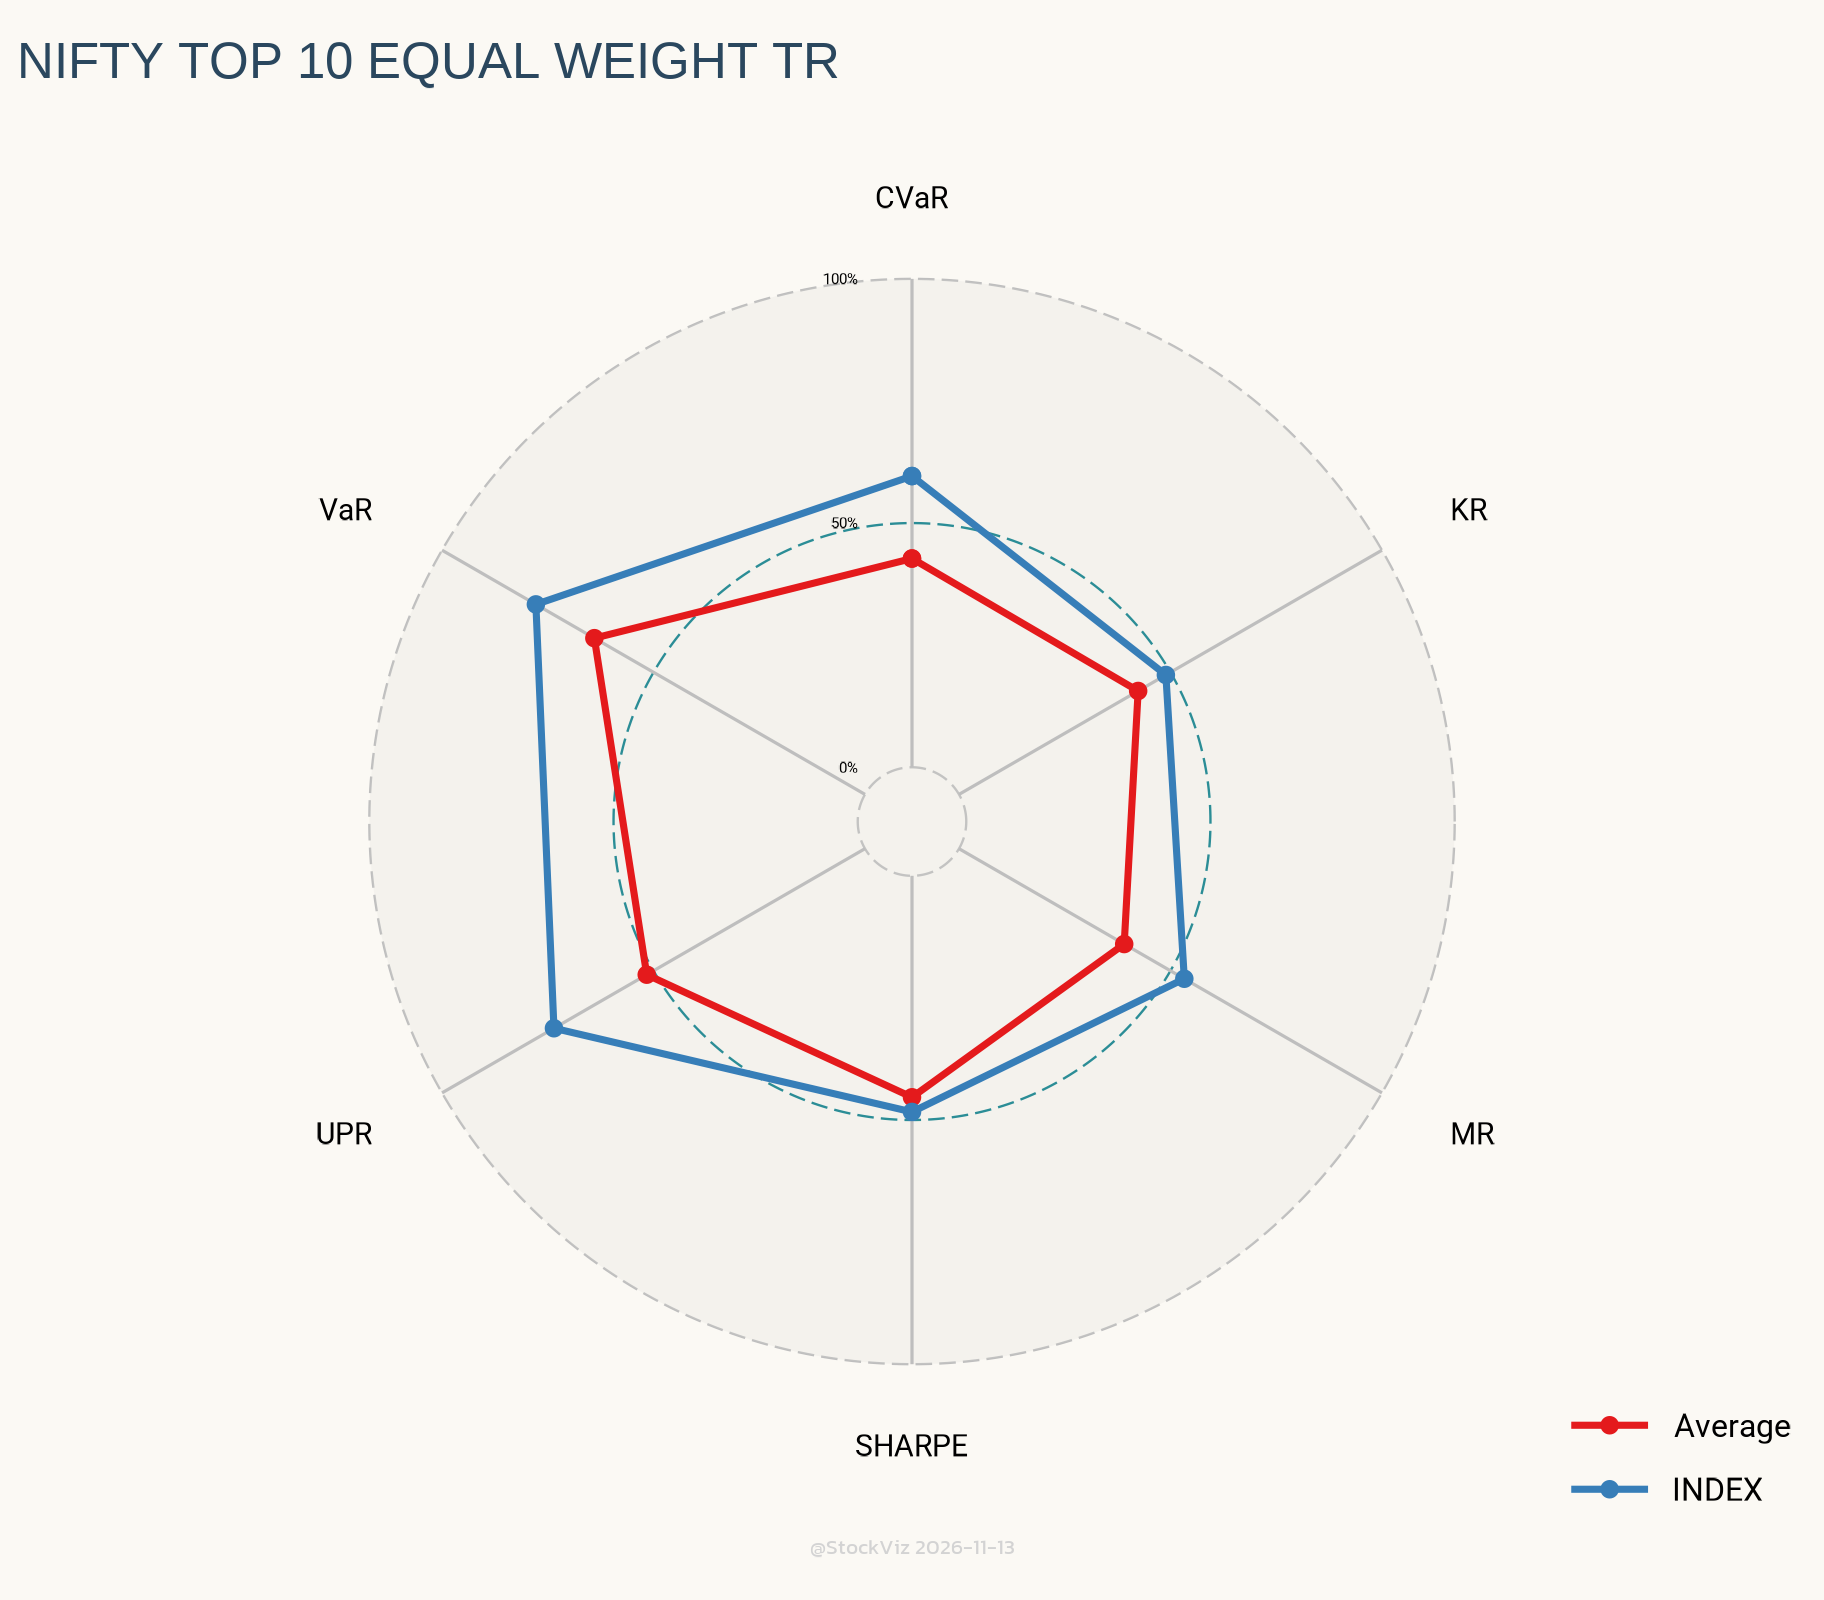 NIFTY TOP 10 EQUAL WEIGHT TR
CVaR
100%
VaR
KR
50%
0%
UPR
MR
SHARPE
Average
INDEX
@StockViz 2026-11-13